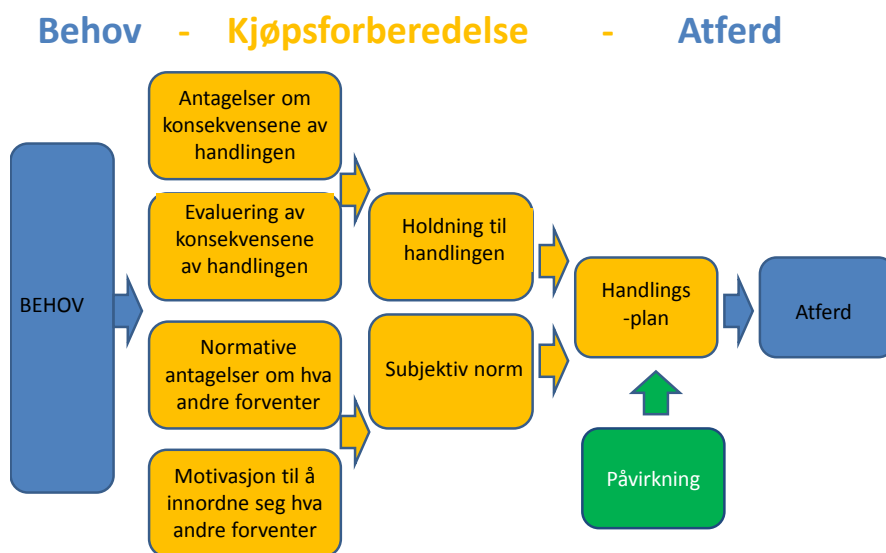 Behov - Kjøpsforberedelse - Atferd
BEHOV
Antagelser om
konsekvensene av
handlingen
Evaluering av
konsekvensene
av handlingen
Normative
antagelser om hva
andre forventer
Motivasjon til å
innordne seg hva
andre forventer
Holdning til
handlingen
Subjektiv norm
Handlings
-plan
Påvirkning
Atferd